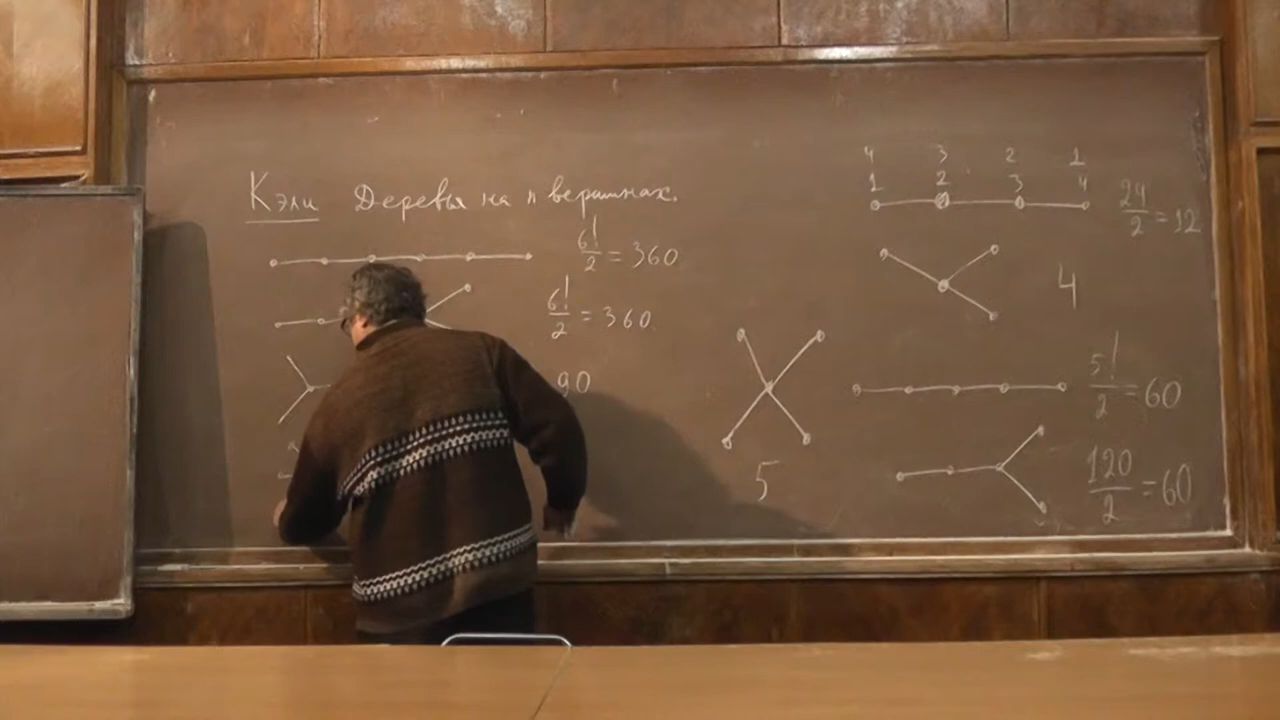 Кэли Деревья на n вершинах.
6!/2 = 360
6!/2 = 360.
90
4 3 2 1
1 2 3 4
24/2 = 12
4
5
5!/2 = 60
120/2 = 60